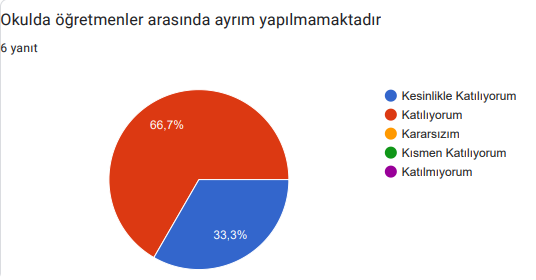 Okulda öğretmenler arasında ayrım yapılmamaktadır
6 yanıt
66,7%
33,3%
Kesinlikle Katılıyorum
Katılıyorum
Kararsızım
Kısmen Katılıyorum
Katılmıyorum